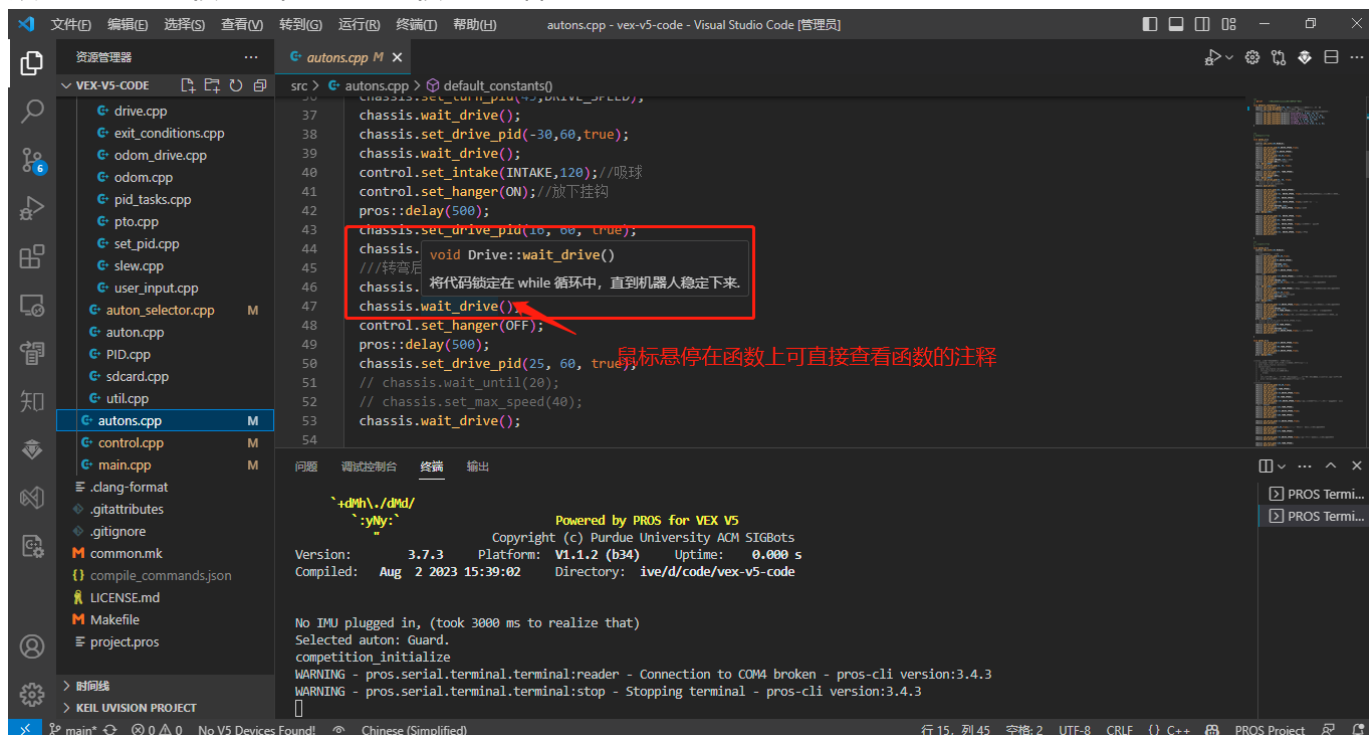 文件(F) 编辑(E) 选择(S) 查看(V) 转到(G) 运行(R) 终端(T) 帮助(H) autons.cpp - vex-v5-code - Visual Studio Code [管理员]
资源管理器
autons.cpp M
VEX-V5-CODE
src > autons.cpp > default_constants()
drive.cpp
exit_conditions.cpp
odom_drive.cpp
odom.cpp
pid_tasks.cpp
pto.cpp
set_pid.cpp
slew.cpp
user_input.cpp
auton_selector.cpp M
auton.cpp
PID.cpp
sdcard.cpp
util.cpp
autons.cpp M
control.cpp M
main.cpp M
.clang-format
.gitattributes
.gitignore
common.mk
compile_commands.json
LICENSE.md
Makefile
project.pros
时间线
KEIL UVISION PROJECT
6
知
36 chassis.set_turn_pid(45,DRIVE_SPEED);
37 chassis.wait_drive();
38 chassis.set_drive_pid(-30,60,true);
39 chassis.wait_drive();
40 control.set_intake(INTAKE,120);//吸球
41 control.set_hanger(ON);//放下挂钩
42 pros::delay(500);
43 chassis.set_drive_pid(16, 60, true);
44 chassis.
void Drive::wait_drive()
45 ///转弯后
将代码锁定在 while 循环中，直到机器人稳定下来.
46 chassis.
47 chassis.wait_drive();
48 control.set_hanger(OFF);
49 pros::delay(500);
50 chassis.set_drive_pid(25, 60, true);
鼠标悬停在函数上可直接查看函数的注释
51 // chassis.wait_until(20);
52 // chassis.set_max_speed(40);
53 chassis.wait_drive();
54
问题 调试控制台 终端 输出
`+dMh\./dMd/
`:yNy:` Powered by PROS for VEX V5
" Copyright (c) Purdue University ACM SIGBots
Version: 3.7.3 Platform: V1.1.2 (b34) Uptime: 0.000 s
Compiled: Aug 2 2023 15:39:02 Directory: ive/d/code/vex-v5-code
No IMU plugged in, (took 3000 ms to realize that)
Selected auton: Guard.
competition_initialize
WARNING - pros.serial.terminal.terminal:reader - Connection to COM4 broken - pros-cli version:3.4.3
WARNING - pros.serial.terminal.terminal:stop - Stopping terminal - pros-cli version:3.4.3
PROS Termi...
PROS Termi...
main* 0 0 No V5 Devices Found! Chinese (Simplified) 行 15, 列 45 空格: 2 UTF-8 CRLF {} C++ PROS Project